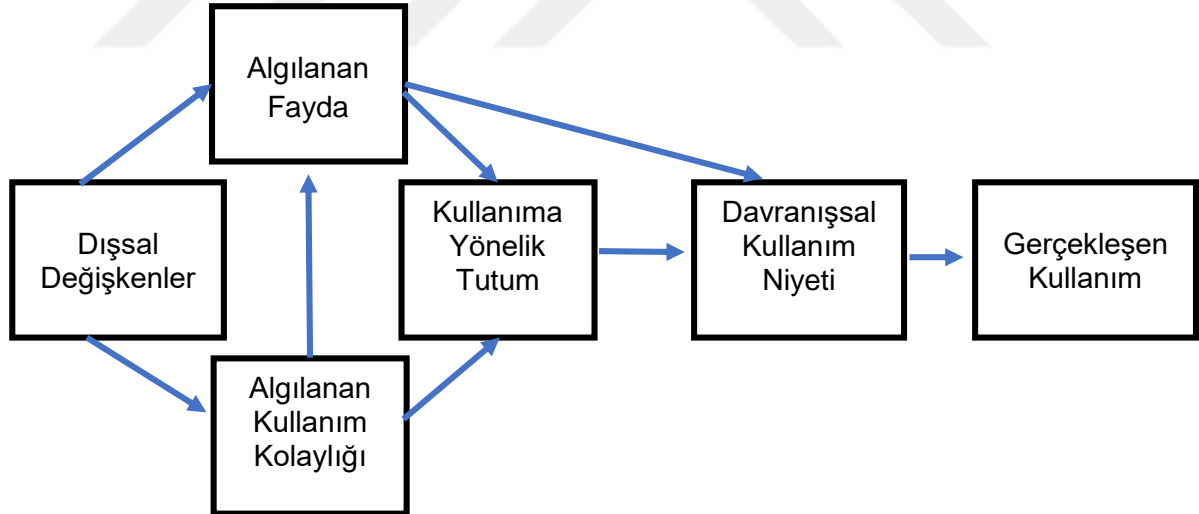 Algılanan
Fayda
Dışsal
Değişkenler
Kullanıma
Yönelik
Tutum
Davranışsal
Kullanım
Niyeti
Gerçekleşen
Kullanım
Algılanan
Kullanım
Kolaylığı